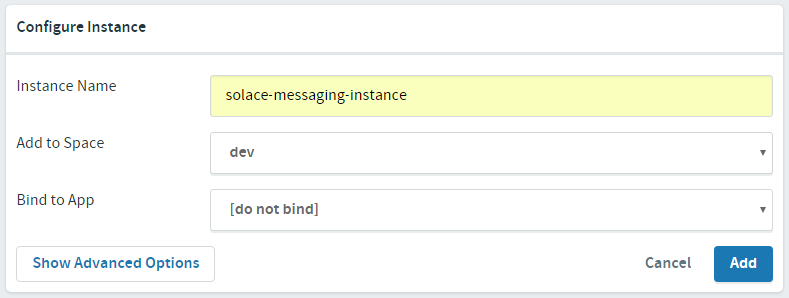 Configure Instance
Instance Name solace-messaging-instance
Add to Space dev
Bind to App [do not bind]
Show Advanced Options Cancel Add